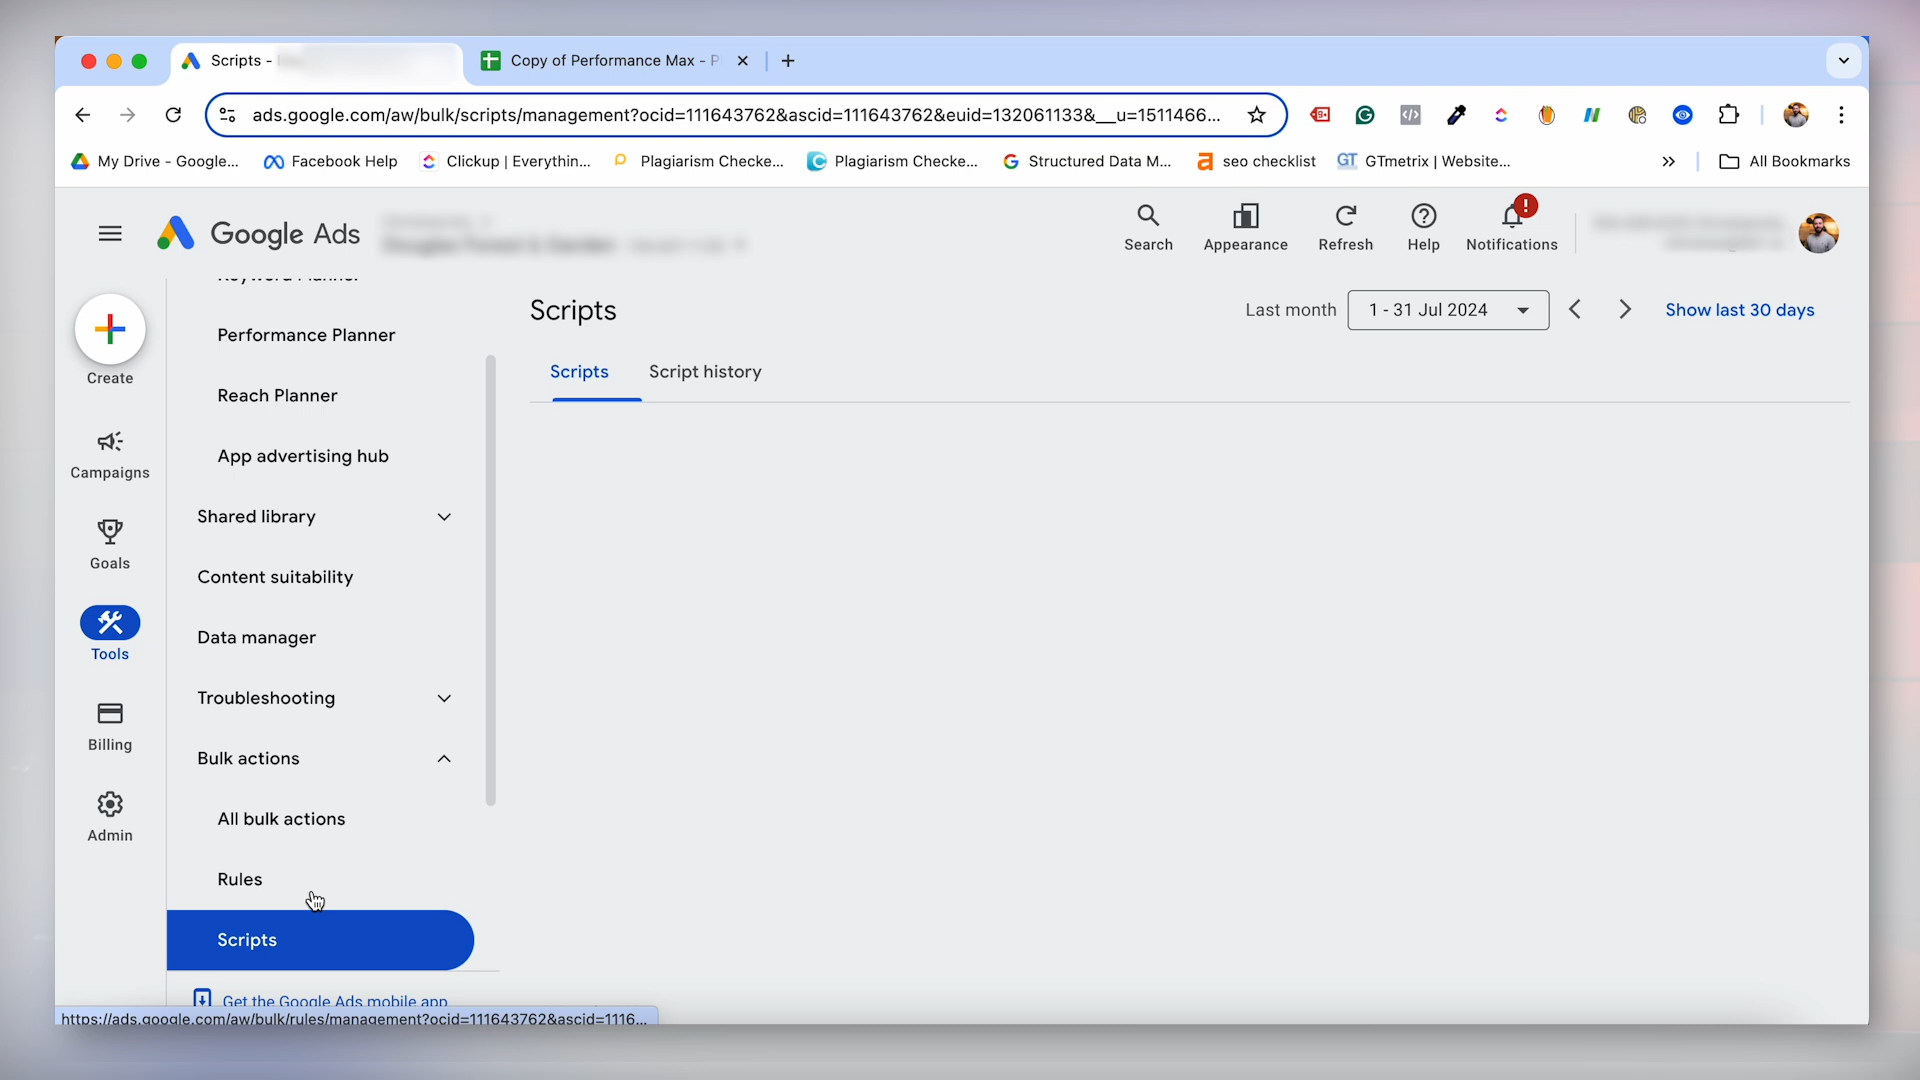 Scripts -
Copy of Performance Max - P
ads.google.com/aw/bulk/scripts/management?ocid=111643762&ascid=111643762&euid=132061133&__u=1511466...
My Drive - Google...
Facebook Help
Clickup | Everythin...
Plagiarism Checke...
Plagiarism Checke...
Structured Data M...
seo checklist
GT GTmetrix | Website...
All Bookmarks
Google Ads
Search
Appearance
Refresh
Help
Notifications
Create
Campaigns
Goals
Tools
Billing
Admin
Keyword Planner
Performance Planner
Reach Planner
App advertising hub
Shared library
Content suitability
Data manager
Troubleshooting
Bulk actions
All bulk actions
Rules
Scripts
Get the Google Ads mobile app
Scripts
Last month
1 - 31 Jul 2024
Show last 30 days
Scripts
Script history
https://ads.google.com/aw/bulk/rules/management?ocid=111643762&ascid=1116...